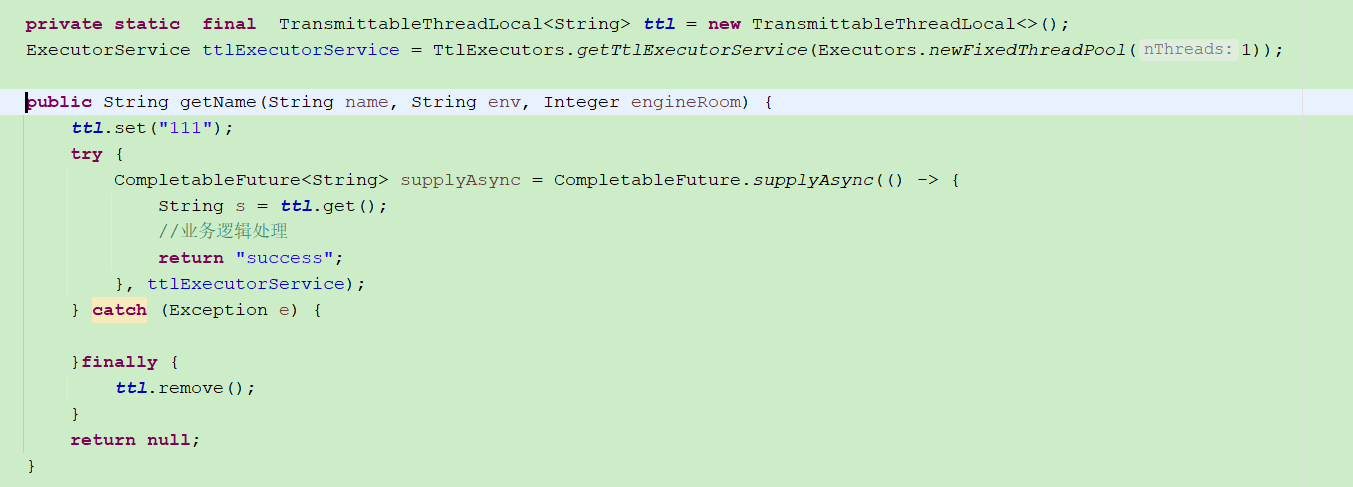 private static  final  TransmittableThreadLocal<String> ttl = new TransmittableThreadLocal<>();
ExecutorService ttlExecutorService = TtlExecutors.getTtlExecutorService(Executors.newFixedThreadPool( nThreads: 1));
public String getName(String name, String env, Integer engineRoom) {
ttl.set("111");
try {
CompletableFuture<String> supplyAsync = CompletableFuture.supplyAsync(() -> {
String s = ttl.get();
//业务逻辑处理
return "success";
}, ttlExecutorService);
} catch (Exception e) {
}finally {
ttl.remove();
}
return null;
}